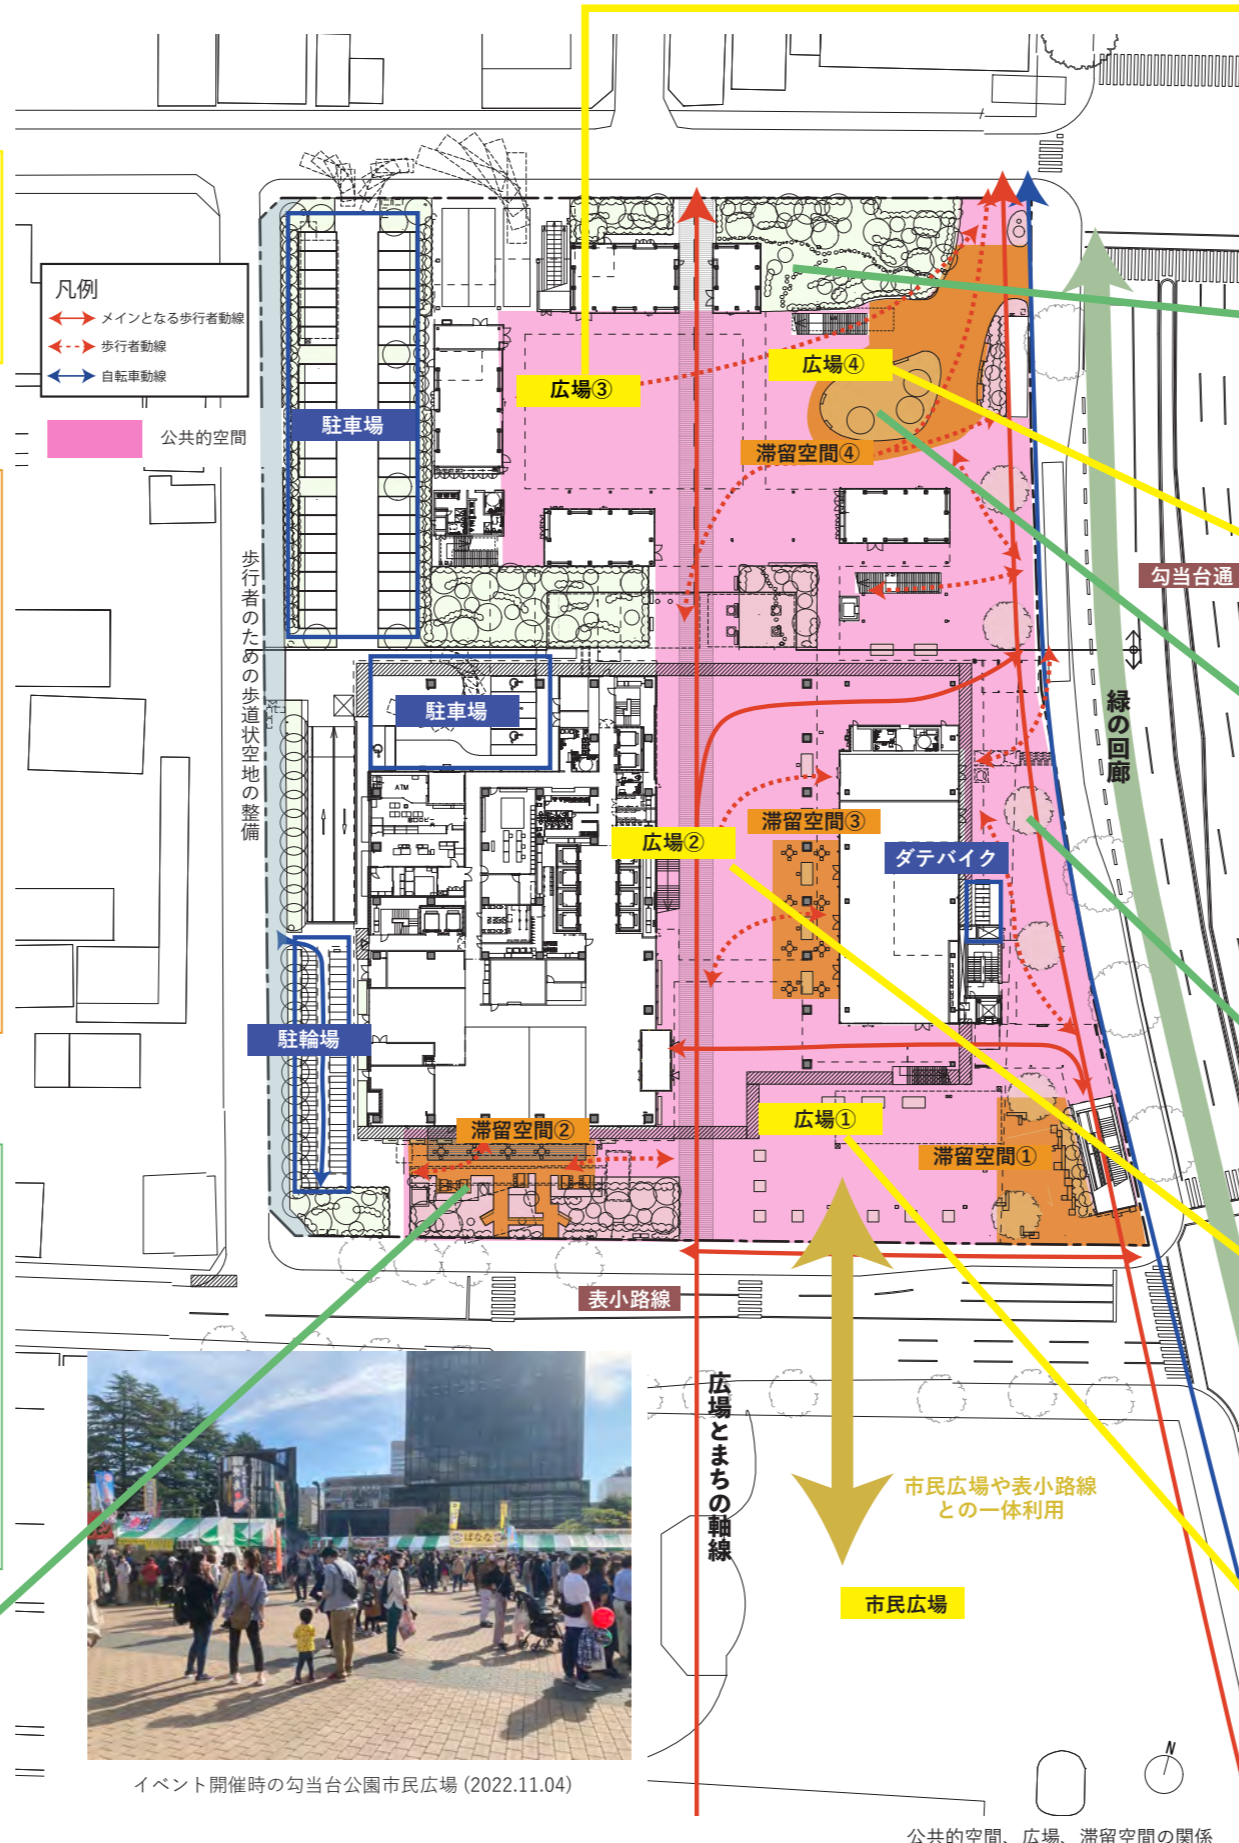 凡例
メインとなる歩行者動線
歩行者動線
自転車動線
公共的空間
駐車場
広場③
広場④
滞留空間④
勾当台通
歩行者のための歩道状空地の整備
駐車場
緑の回廊
ATM
滞留空間③
広場②
ダテバイク
駐輪場
滞留空間②
広場①
滞留空間①
表小路線
広場とまちの軸線
市民広場や表小路線
との一体利用
市民広場
ばなな
イベント開催時の勾当台公園市民広場 (2022.11.04)
N
公共的空間、広場、滞留空間の関係